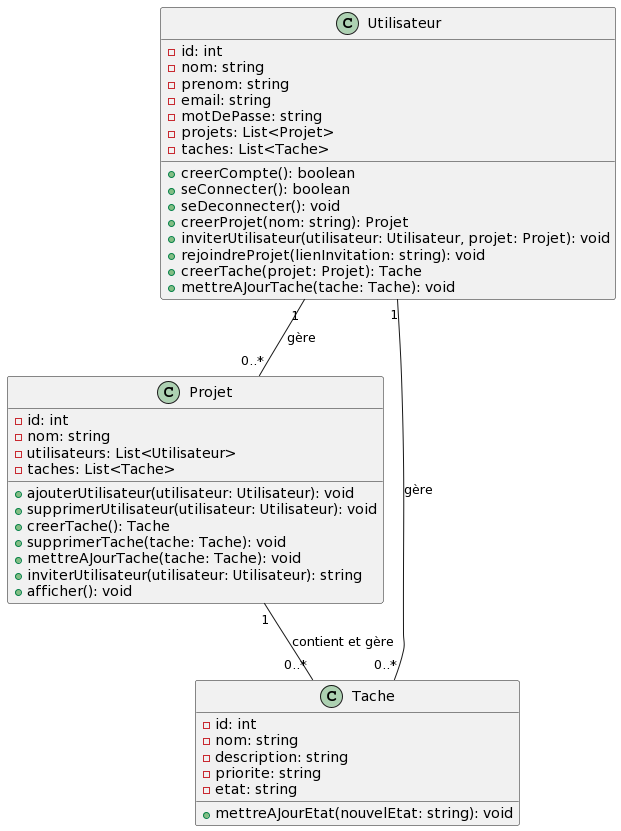 C Utilisateur
id: int
nom: string
prenom: string
email: string
motDePasse: string
projets: List<Projet>
taches: List<Tache>
creerCompte(): boolean
seConnecter(): boolean
seDeconnecter(): void
creerProjet(nom: string): Projet
inviterUtilisateur(utilisateur: Utilisateur, projet: Projet): void
rejoindreProjet(lienInvitation: string): void
creerTache(projet: Projet): Tache
mettreAJourTache(tache: Tache): void
1
1
gère
0..*
C Projet
id: int
nom: string
utilisateurs: List<Utilisateur>
taches: List<Tache>
ajouterUtilisateur(utilisateur: Utilisateur): void
supprimerUtilisateur(utilisateur: Utilisateur): void
creerTache(): Tache
supprimerTache(tache: Tache): void
mettreAJourTache(tache: Tache): void
inviterUtilisateur(utilisateur: Utilisateur): string
afficher(): void
gère
1
contient et gère
0..*
0..*
C Tache
id: int
nom: string
description: string
priorite: string
etat: string
mettreAJourEtat(nouvelEtat: string): void